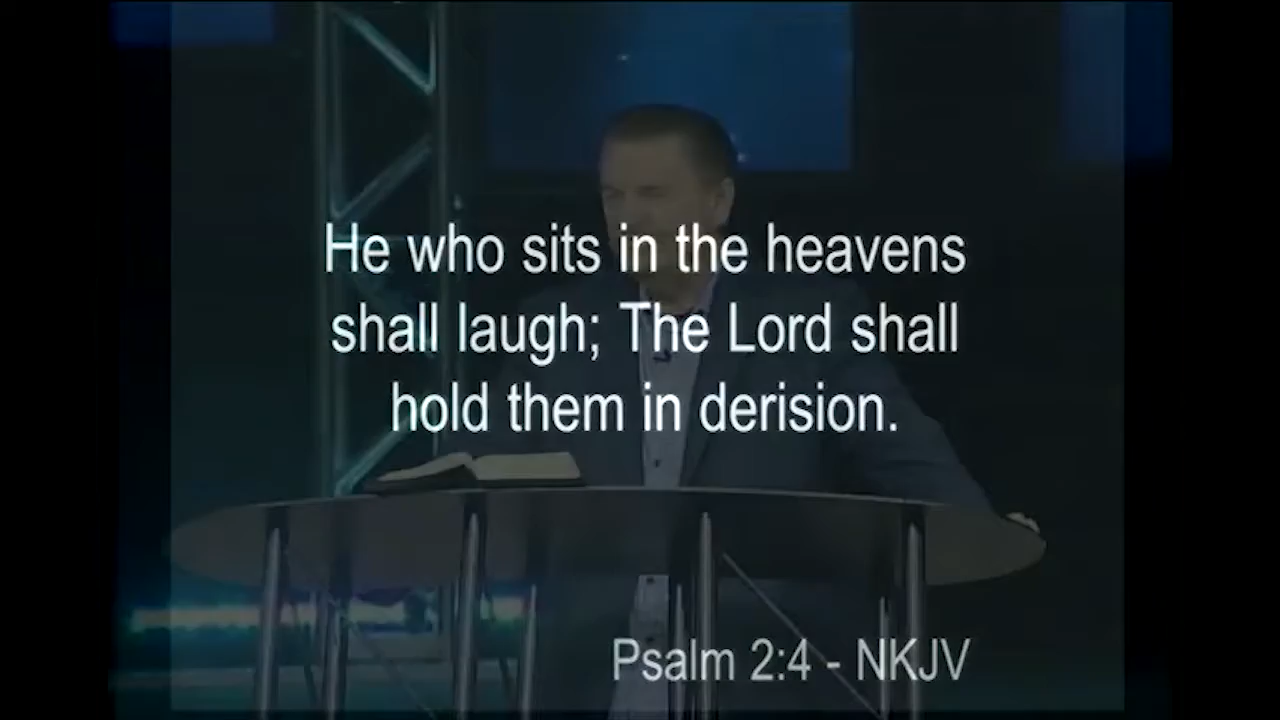 He who sits in the heavens
shall laugh; The Lord shall
hold them in derision.
Psalm 2:4 - NKJV